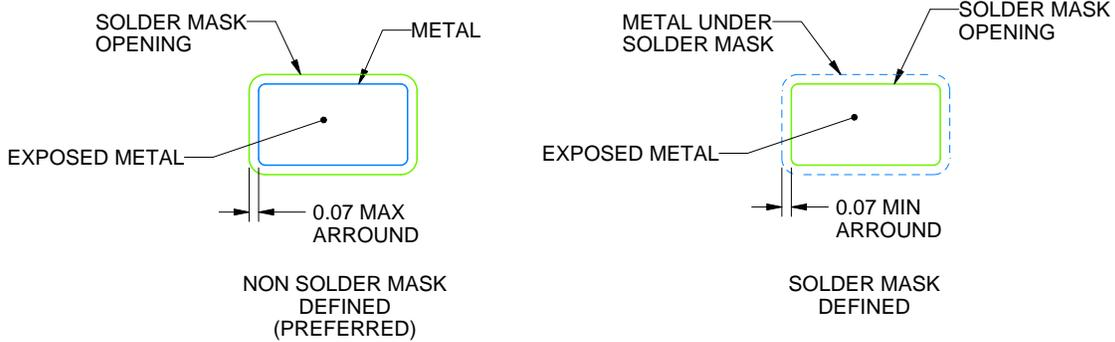 SOLDER MASK
OPENING
METAL
EXPOSED METAL
0.07 MAX
ARROUND
NON SOLDER MASK
DEFINED
(PREFERRED)
METAL UNDER
SOLDER MASK
SOLDER MASK
OPENING
EXPOSED METAL
0.07 MIN
ARROUND
SOLDER MASK
DEFINED